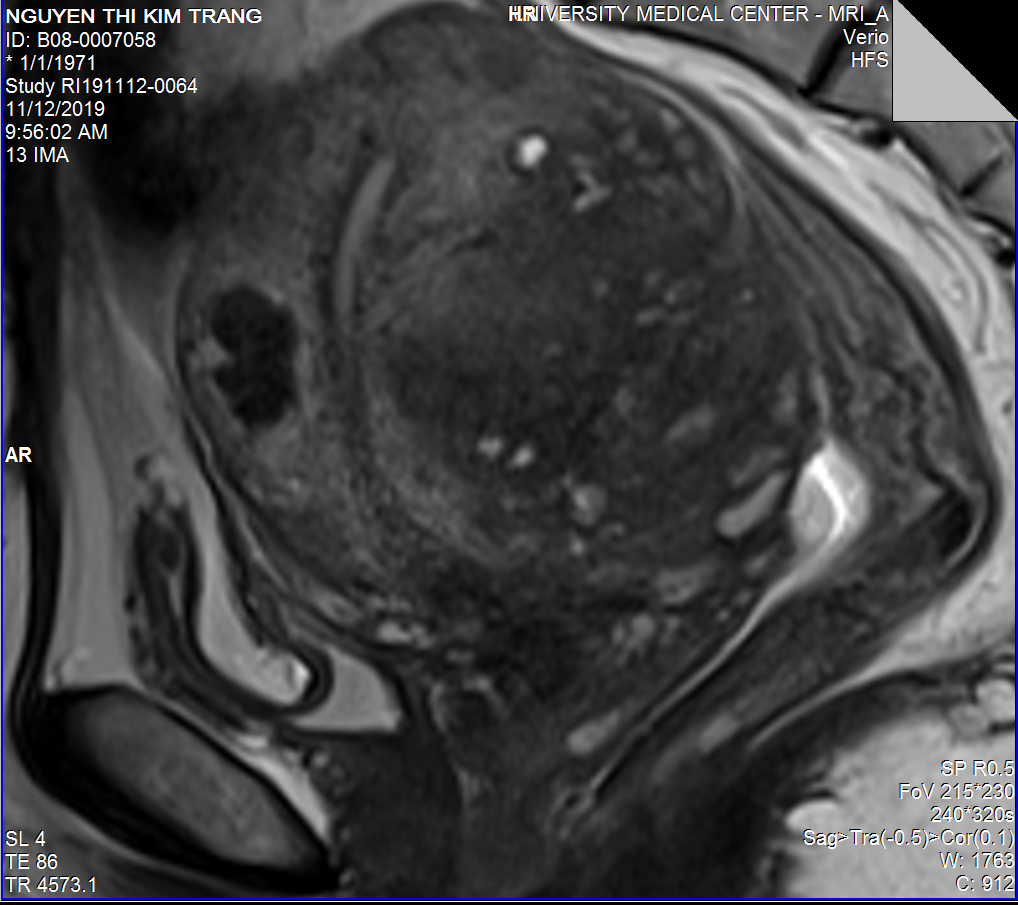 NGUYEN THI KIM TRANG
ID: B08-0007058
* 1/1/1971
Study RI191112-0064
11/12/2019
9:56:02 AM
13 IMA
UNIVERSITY MEDICAL CENTER - MRI_A
Verio
HFS
AR
SL 4
TE 86
TR 4573.1
SP R0.5
FoV 215*230
240*320s
Sag>Tra(-0.5)>Cor(0.1)
W: 1763
C: 912